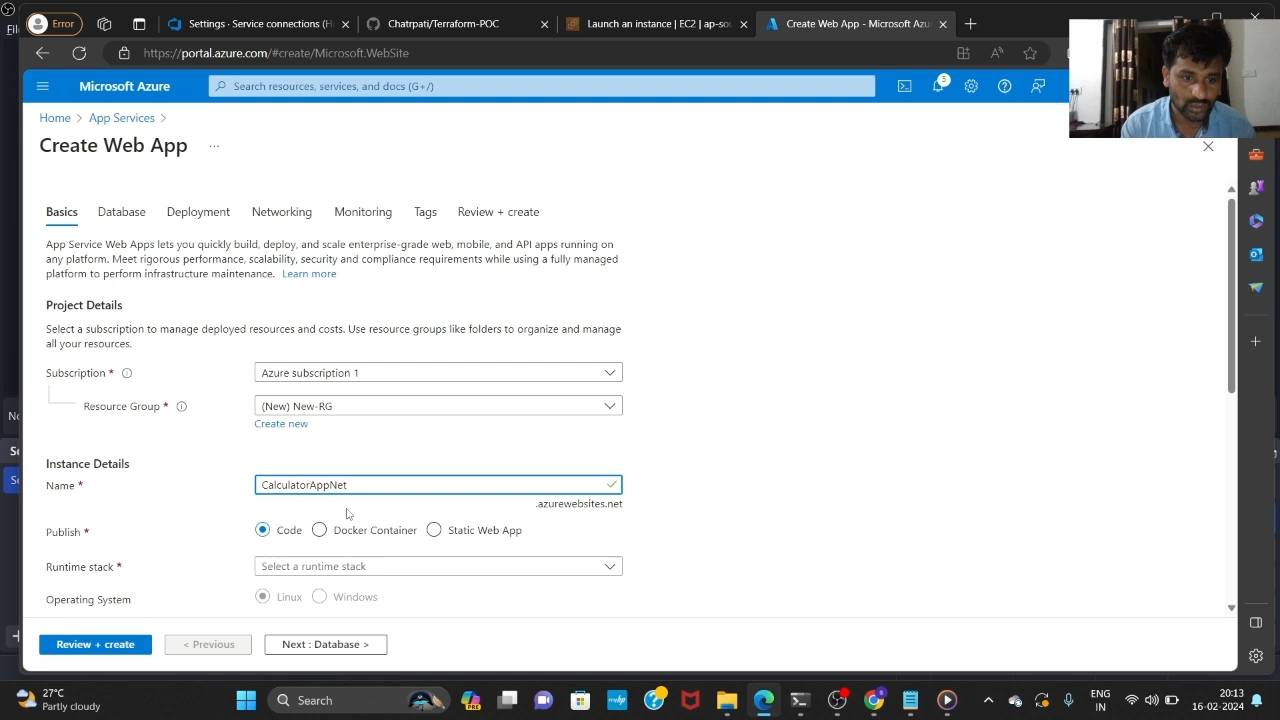 Error
Settings · Service connections (H
Chatrpati/Terraform-POC
Launch an instance | EC2 | ap-sou
Create Web App - Microsoft Azu
https://portal.azure.com/#create/Microsoft.WebSite
Microsoft Azure
Search resources, services, and docs (G+/)
5
Home > App Services >
Create Web App ...
Basics
Database
Deployment
Networking
Monitoring
Tags
Review + create
App Service Web Apps lets you quickly build, deploy, and scale enterprise-grade web, mobile, and API apps running on
any platform. Meet rigorous performance, scalability, security and compliance requirements while using a fully managed
platform to perform infrastructure maintenance. Learn more
Project Details
Select a subscription to manage deployed resources and costs. Use resource groups like folders to organize and manage
all your resources.
Subscription *
Azure subscription 1
Resource Group *
(New) New-RG
Create new
Instance Details
Name *
CalculatorAppNet
.azurewebsites.net
Publish *
Code
Docker Container
Static Web App
Runtime stack *
Select a runtime stack
Operating System
Linux
Windows
Review + create
< Previous
Next : Database >
27°C
Partly cloudy
Search
ENG
IN
20:13
16-02-2024